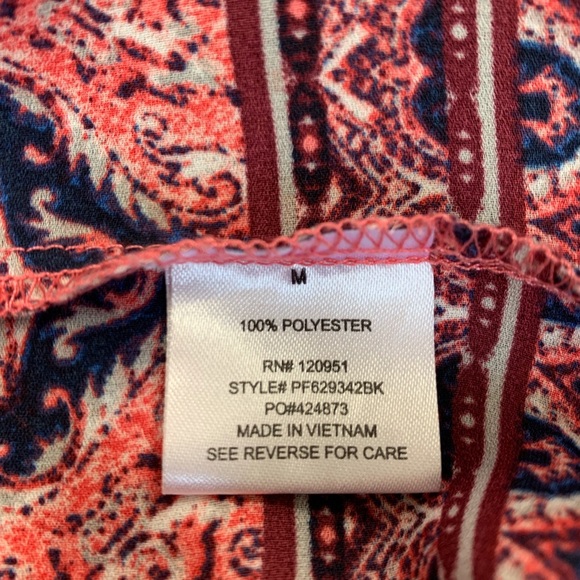 M
100% POLYESTER
RN# 120951
STYLE# PF629342BK
PO#424873
MADE IN VIETNAM
SEE REVERSE FOR CARE